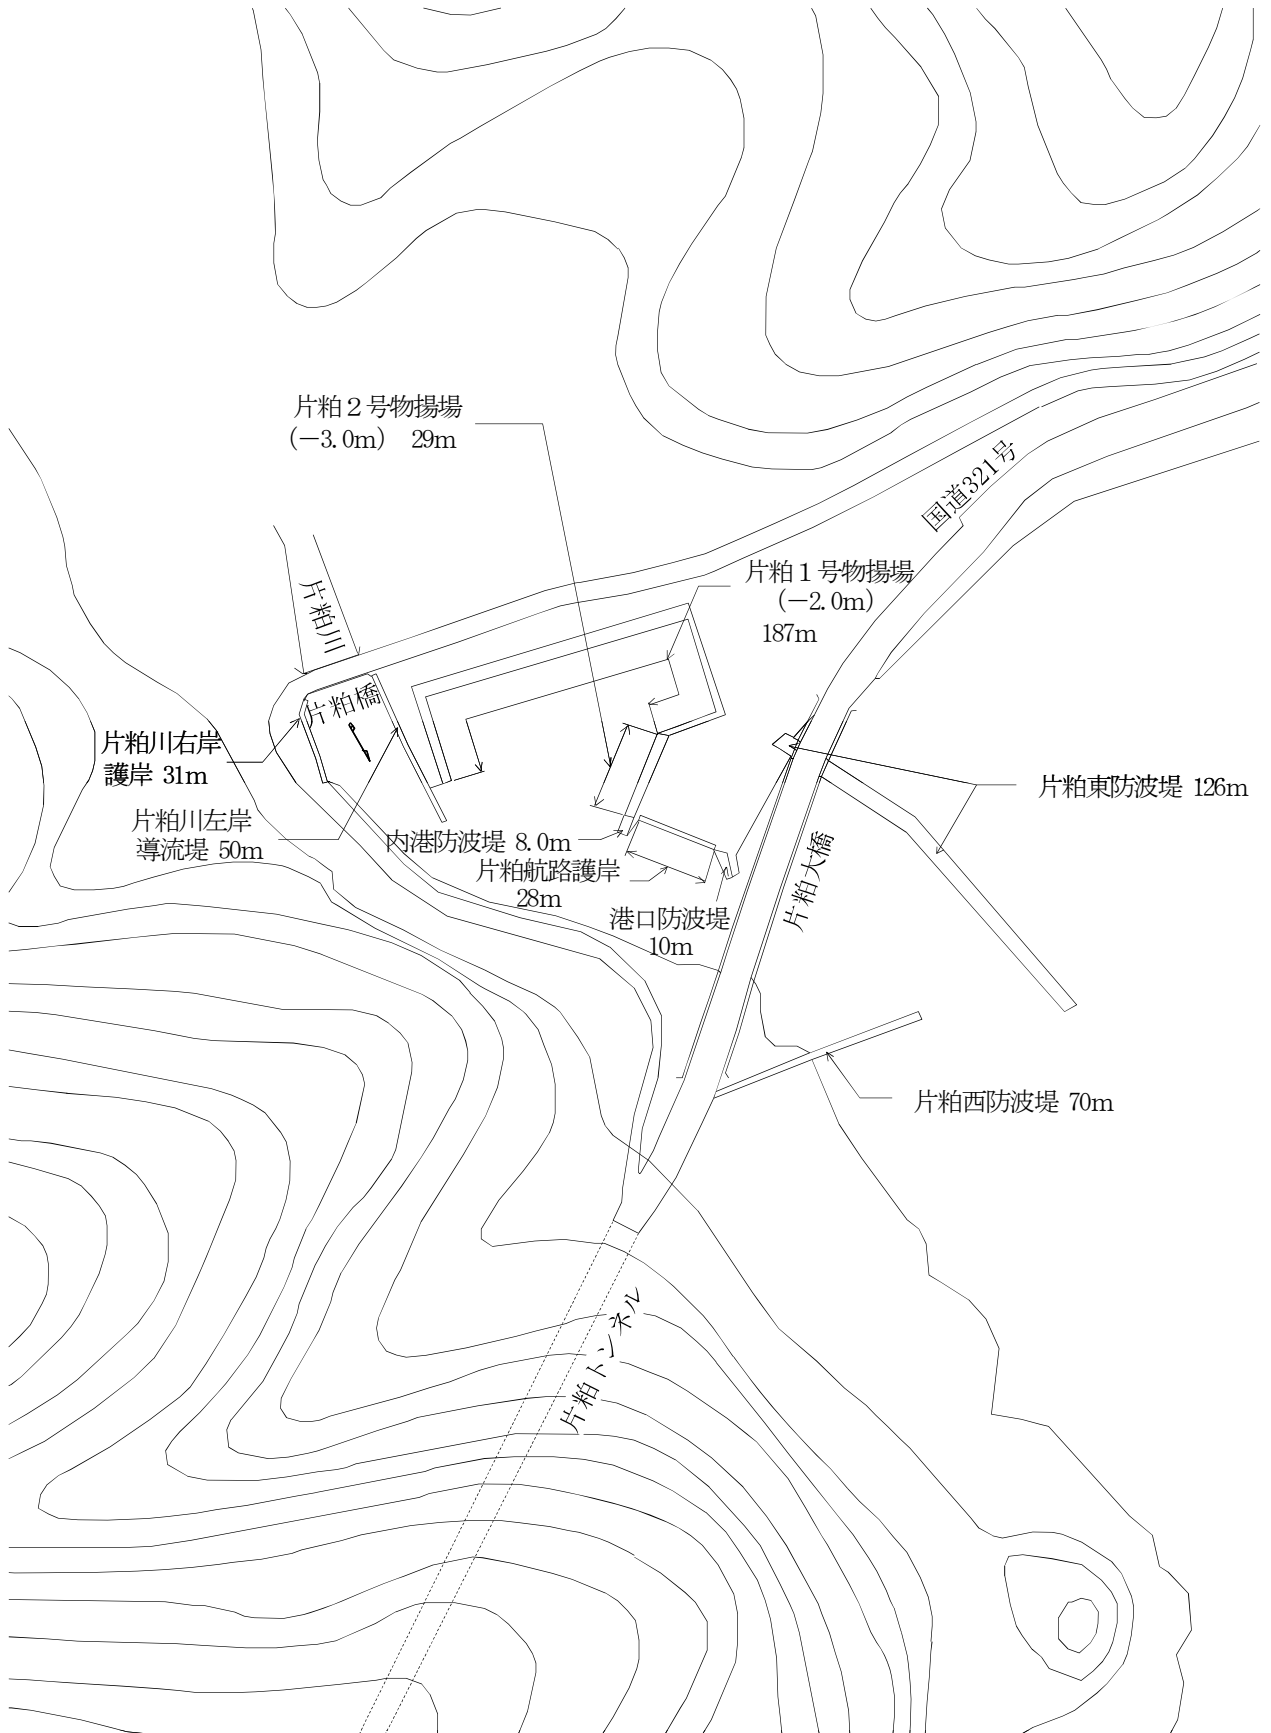 片粕２号物揚場
(－3.0m)　29m
国道321号
片粕１号物揚場
(－2.0m)
187m
片粕川
片粕橋
片粕川右岸
護岸 31m
片粕川左岸
導流堤 50m
内港防波堤 8.0m
片粕航路護岸
28m
港口防波堤
10m
片粕大橋
片粕東防波堤 126m
片粕西防波堤 70m
片粕トンネル